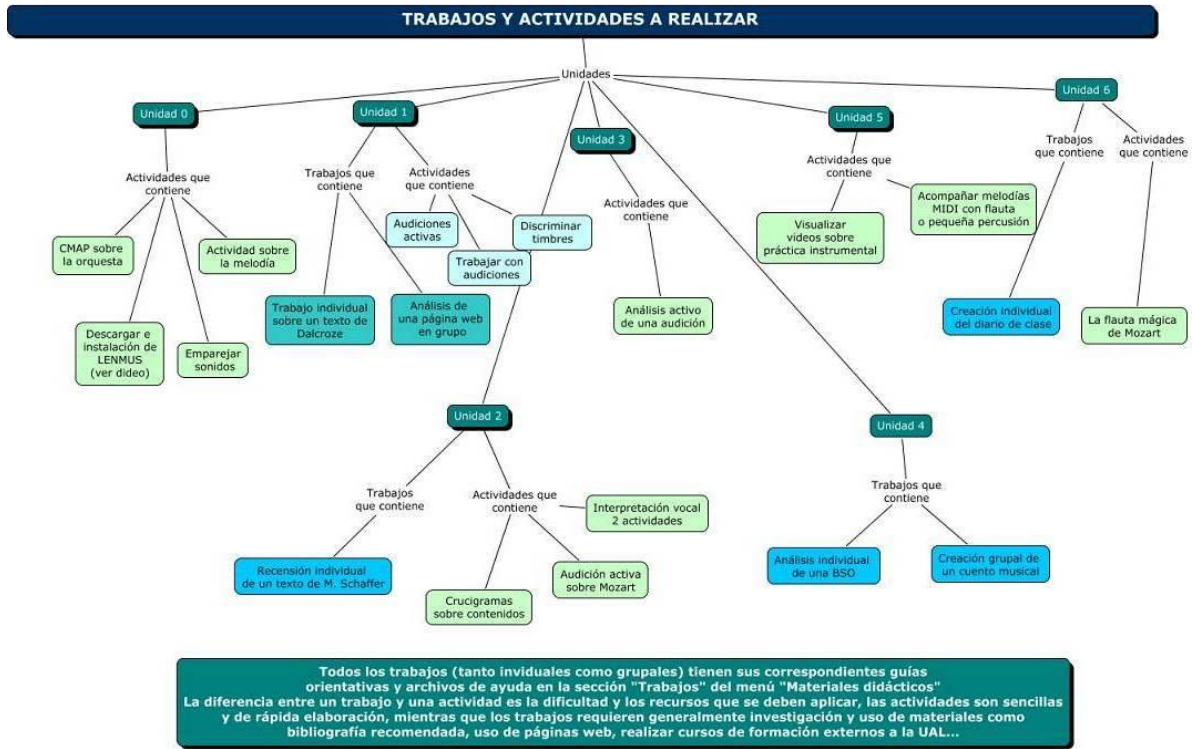 TRABAJOS Y ACTIVIDADES A REALIZAR
Unidades
Unidad 0
Actividades que
contiene
CMAP sobre
la orquesta
Descargar e
instalación de
LENMUS
(ver dideo)
Emparejar
sonidos
Actividad sobre
la melodía
Unidad 1
Trabajos que
contiene
Trabajo individual
sobre un texto de
Dalcroze
Análisis de
una página web
en grupo
Actividades
que contiene
Audiciones
activas
Trabajar con
audiciones
Discriminar
timbres
Unidad 3
Actividades que
contiene
Análisis activo
de una audición
Unidad 5
Actividades que
contiene
Visualizar
videos sobre
práctica instrumental
Acompañar melodías
MIDI con flauta
o pequeña percusión
Unidad 6
Trabajos
que contiene
Creación individual
del diario de clase
Actividades
que contiene
La flauta mágica
de Mozart
Unidad 2
Trabajos
que contiene
Recensión individual
de un texto de M. Schaffer
Actividades que
contiene
Crucigramas
sobre contenidos
Audición activa
sobre Mozart
Interpretación vocal
2 actividades
Unidad 4
Trabajos que
contiene
Análisis individual
de una BSO
Creación grupal de
un cuento musical
Todos los trabajos (tanto inviduales como grupales) tienen sus correspondientes guías
orientativas y archivos de ayuda en la sección "Trabajos" del menú "Materiales didácticos"
La diferencia entre un trabajo y una actividad es la dificultad y los recursos que se deben aplicar, las actividades son sencillas
y de rápida elaboración, mientras que los trabajos requieren generalmente investigación y uso de materiales como
bibliografía recomendada, uso de páginas web, realizar cursos de formación externos a la UAL...